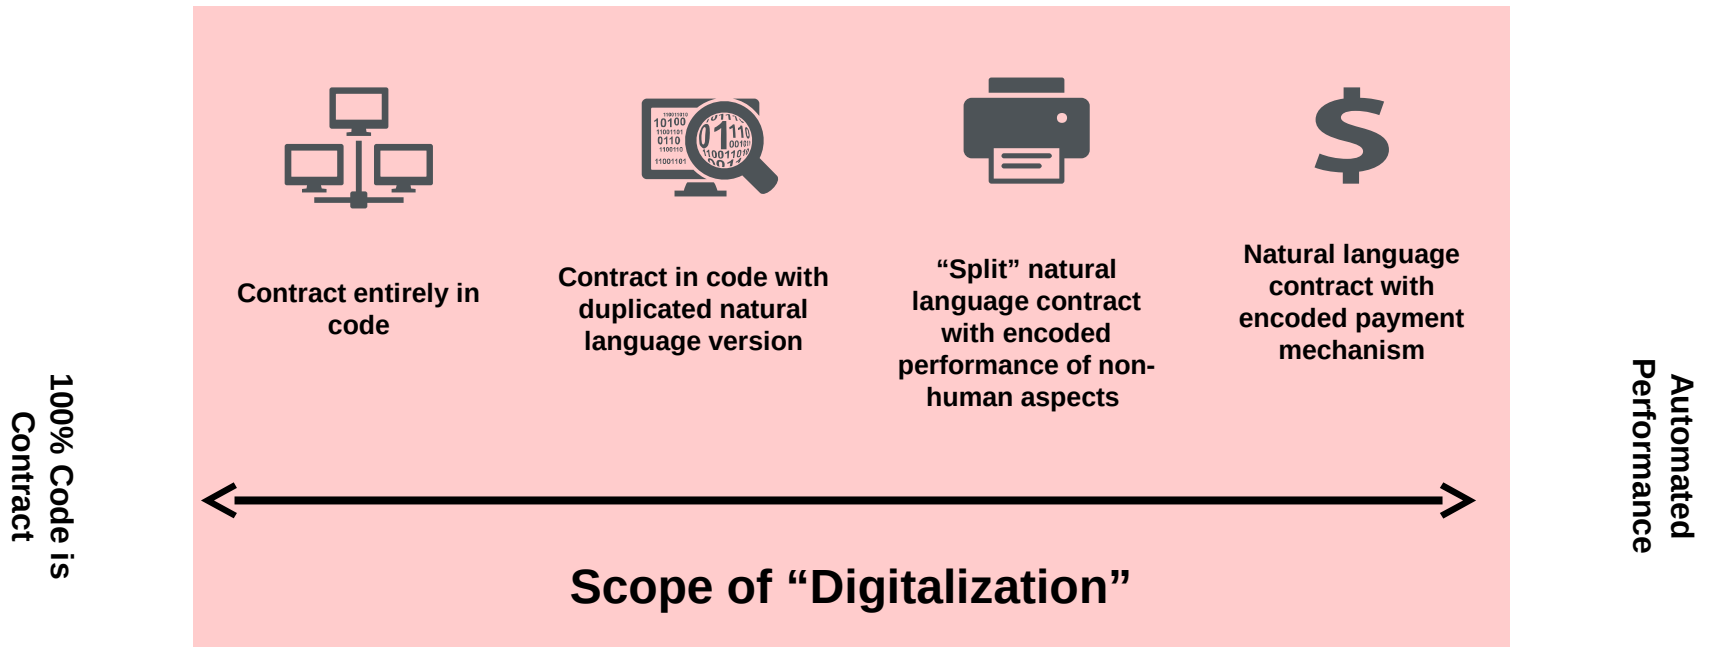 Contract entirely in
code
Contract in code with
duplicated natural
language version
“Split” natural
language contract
with encoded
performance of non-
human aspects
Natural language
contract with
encoded payment
mechanism
100% Code is
Contract
Automated
Performance
Scope of “Digitalization”